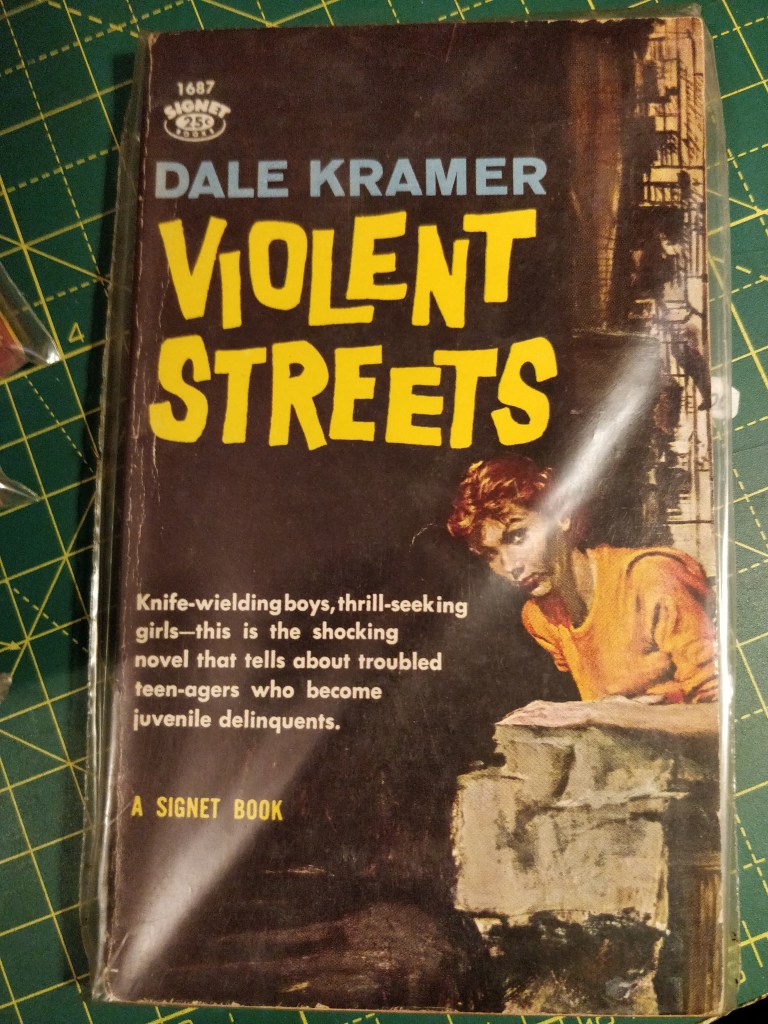 1687
SIGNET
25¢
BOOKS
DALE KRAMER
VIOLENT
STREETS
Knife-wielding boys, thrill-seeking
girls—this is the shocking
novel that tells about troubled
teen-agers who become
juvenile delinquents.
A SIGNET BOOK
4